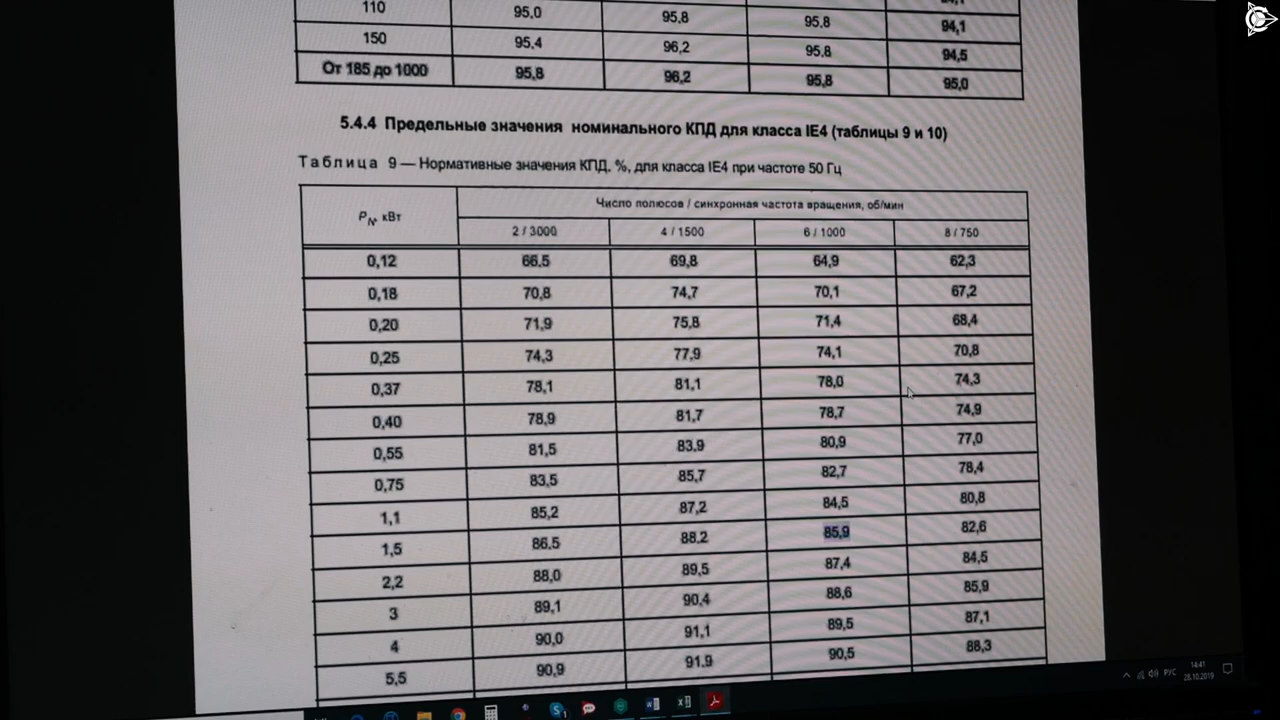 110 95,0 95,8 95,8 94,1
150 95,4 96,2 95,8 94,5
От 185 до 1000 95,8 96,2 95,8 95,0
5.4.4 Предельные значения номинального КПД для класса IE4 (таблицы 9 и 10)
Таблица 9 — Нормативные значения КПД. %, для класса IE4 при частоте 50 Гц
P_N, кВт
Число полюсов / синхронная частота вращения, об/мин
2 / 3000 4 / 1500 6 / 1000 8 / 750
0,12 66,5 69,8 64,9 62,3
0,18 70,8 74,7 70,1 67,2
0,20 71,9 75,8 71,4 68,4
0,25 74,3 77,9 74,1 70,8
0,37 78,1 81,1 78,0 74,3
0,40 78,9 81,7 78,7 74,9
0,55 81,5 83,9 80,9 77,0
0,75 83,5 85,7 82,7 78,4
1,1 85,2 87,2 84,5 80,8
1,5 86,5 88,2 85,9 82,6
2,2 88,0 89,5 87,4 84,5
3 89,1 90,4 88,6 85,9
4 90,0 91,1 89,5 87,1
5,5 90,9 91,9 90,5 88,3
РУС
14:41
28.10.2019